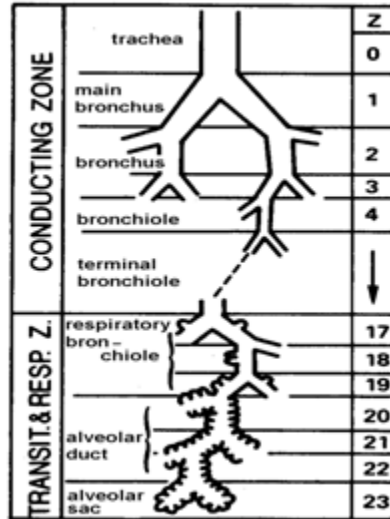 CONDUCTING ZONE
TRANSIT.& RESP. Z.
Z
trachea
0
main
bronchus
1
bronchus
2
3
bronchiole
4
terminal
bronchiole
respiratory
bron-
chiole
17
18
19
alveolar
duct
20
21
22
alveolar
sac
23